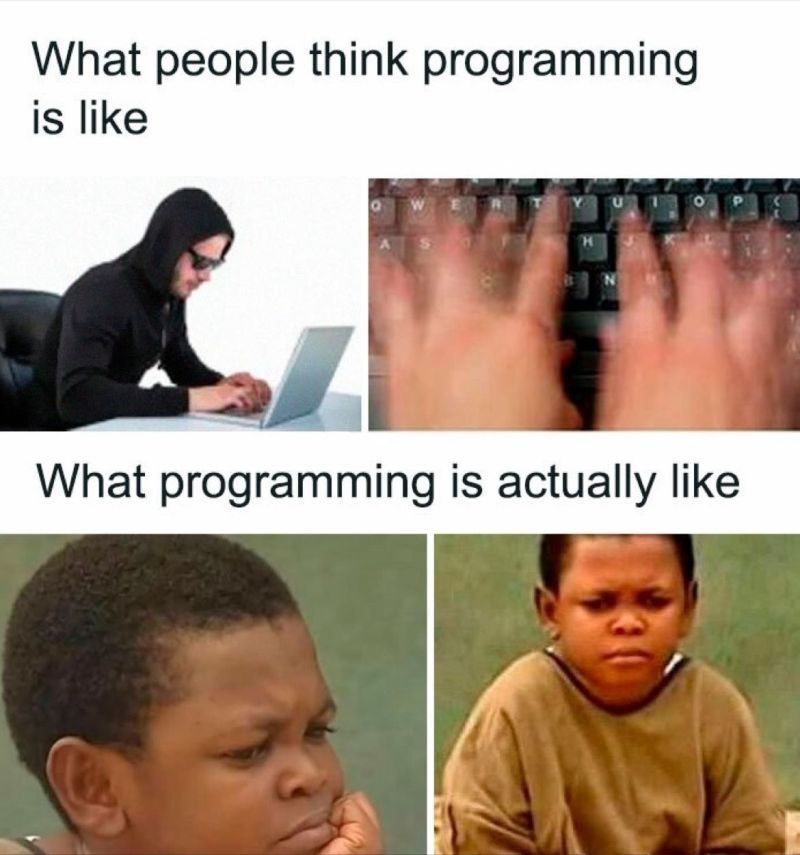 What people think programming
is like
Q W E R T Y U I O P
A S H J K L
B N
What programming is actually like